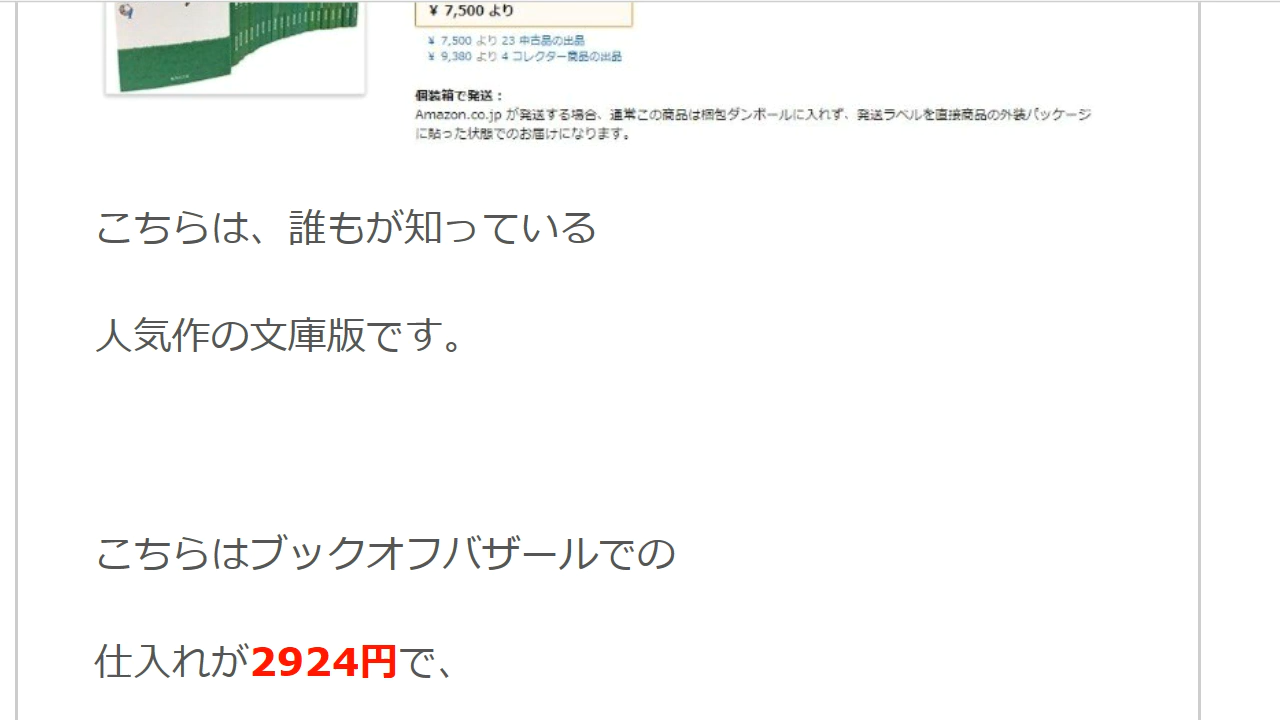 ¥ 7,500 より
¥ 7,500 より 23 中古品の出品
¥ 9,380 より 4 コレクター商品の出品
個装箱で発送：
Amazon.co.jp が発送する場合、通常この商品は梱包ダンボールに入れず、発送ラベルを直接商品の外装パッケージ
に貼った状態でのお届けになります。
こちらは、誰もが知っている
人気作の文庫版です。
こちらはブックオフバザールでの
仕入れが2924円で、